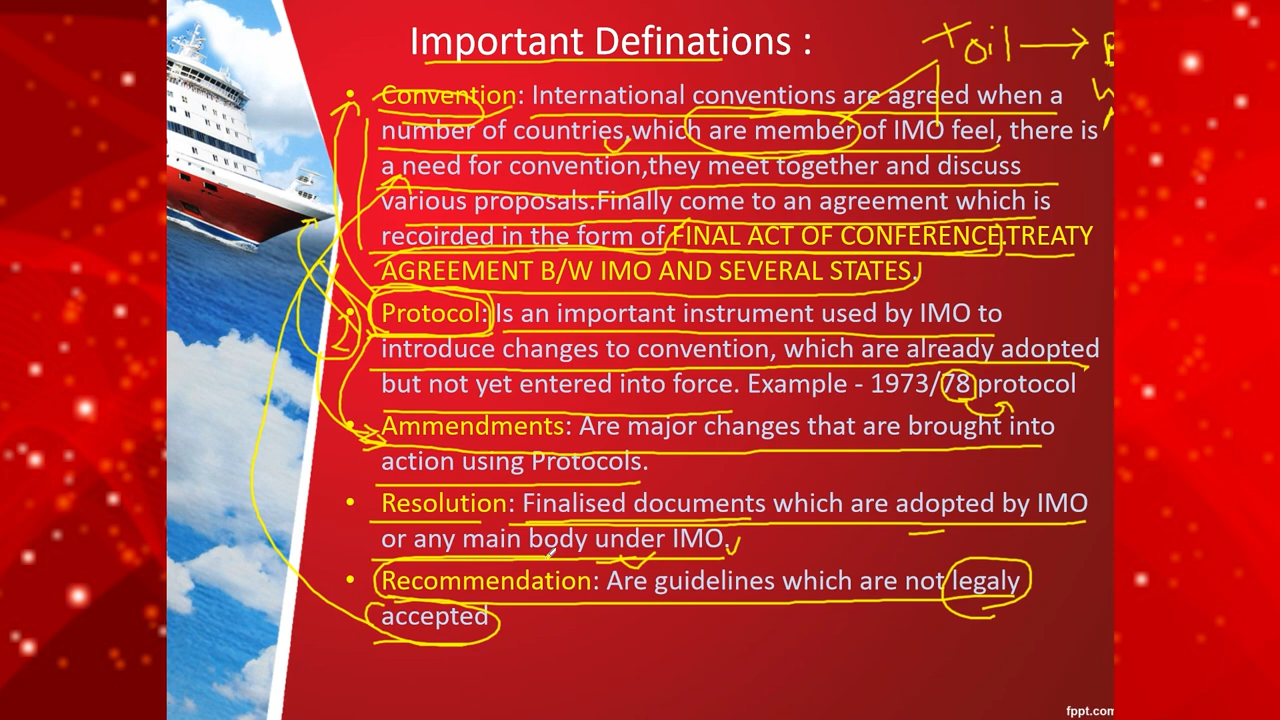 Important Definations :
+ oil →
• Convention: International conventions are agreed when a
number of countries,which are member of IMO feel, there is
a need for convention,they meet together and discuss
various proposals.Finally come to an agreement which is
recoirded in the form of FINAL ACT OF CONFERENCE.TREATY
AGREEMENT B/W IMO AND SEVERAL STATES,
• Protocol: Is an important instrument used by IMO to
introduce changes to convention, which are already adopted
but not yet entered into force. Example - 1973/78 protocol
• Ammendments: Are major changes that are brought into
action using Protocols.
• Resolution: Finalised documents which are adopted by IMO
or any main body under IMO.
• Recommendation: Are guidelines which are not legaly
accepted
fppt.com